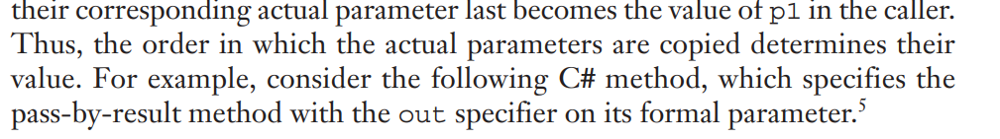 their corresponding actual parameter last becomes the value of p1 in the caller.
Thus, the order in which the actual parameters are copied determines their
value. For example, consider the following C# method, which specifies the
pass-by-result method with the out specifier on its formal parameter.5